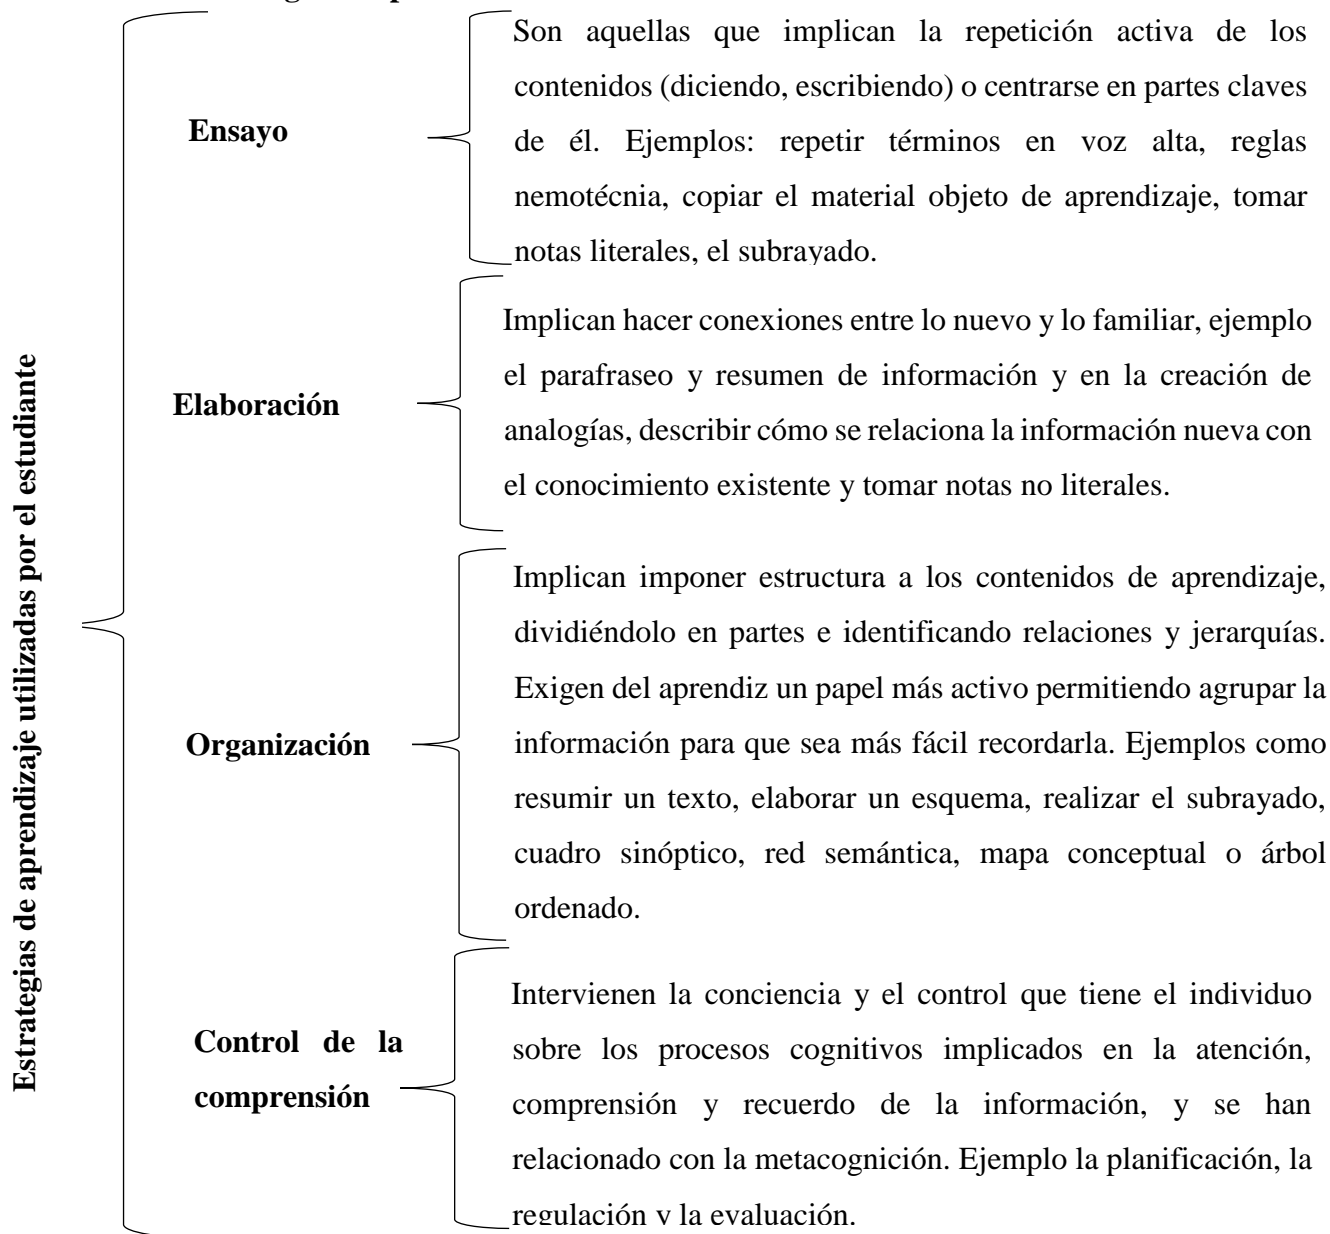 Estrategias de aprendizaje utilizadas por el estudiante
Ensayo
Son aquellas que implican la repetición activa de los
contenidos (diciendo, escribiendo) o centrarse en partes claves
de él. Ejemplos: repetir términos en voz alta, reglas
nemotécnia, copiar el material objeto de aprendizaje, tomar
notas literales, el subrayado.
Elaboración
Implican hacer conexiones entre lo nuevo y lo familiar, ejemplo
el parafraseo y resumen de información y en la creación de
analogías, describir cómo se relaciona la información nueva con
el conocimiento existente y tomar notas no literales.
Organización
Implican imponer estructura a los contenidos de aprendizaje,
dividiéndolo en partes e identificando relaciones y jerarquías.
Exigen del aprendiz un papel más activo permitiendo agrupar la
información para que sea más fácil recordarla. Ejemplos como
resumir un texto, elaborar un esquema, realizar el subrayado,
cuadro sinóptico, red semántica, mapa conceptual o árbol
ordenado.
Control de la
comprensión
Intervienen la conciencia y el control que tiene el individuo
sobre los procesos cognitivos implicados en la atención,
comprensión y recuerdo de la información, y se han
relacionado con la metacognición. Ejemplo la planificación, la
regulación y la evaluación.